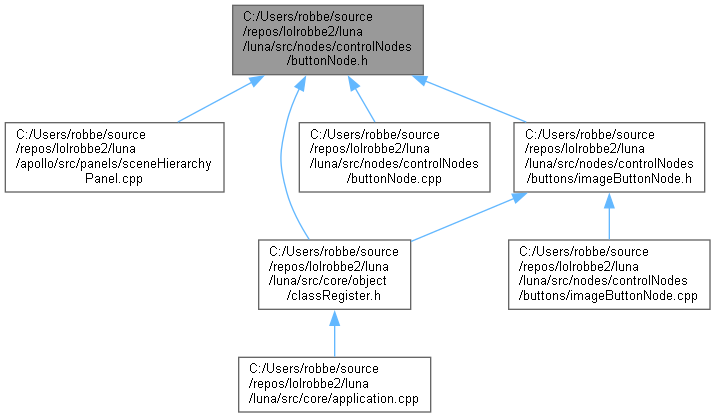 C:/Users/robbe/source
/repos/lolrobbe2/luna
/luna/src/nodes/controlNodes
/buttonNode.h
C:/Users/robbe/source
/repos/lolrobbe2/luna
/apollo/src/panels/sceneHierarchy
Panel.cpp
C:/Users/robbe/source
/repos/lolrobbe2/luna
/luna/src/nodes/controlNodes
/buttonNode.cpp
C:/Users/robbe/source
/repos/lolrobbe2/luna
/luna/src/nodes/controlNodes
/buttons/imageButtonNode.h
C:/Users/robbe/source
/repos/lolrobbe2/luna
/luna/src/core/object
/classRegister.h
C:/Users/robbe/source
/repos/lolrobbe2/luna
/luna/src/nodes/controlNodes
/buttons/imageButtonNode.cpp
C:/Users/robbe/source
/repos/lolrobbe2/luna
/luna/src/core/application.cpp